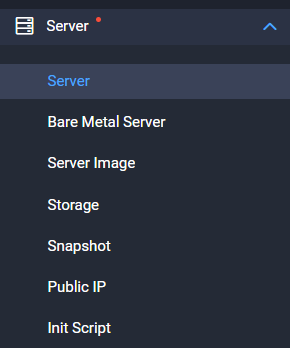 Server
Server
Bare Metal Server
Server Image
Storage
Snapshot
Public IP
Init Script